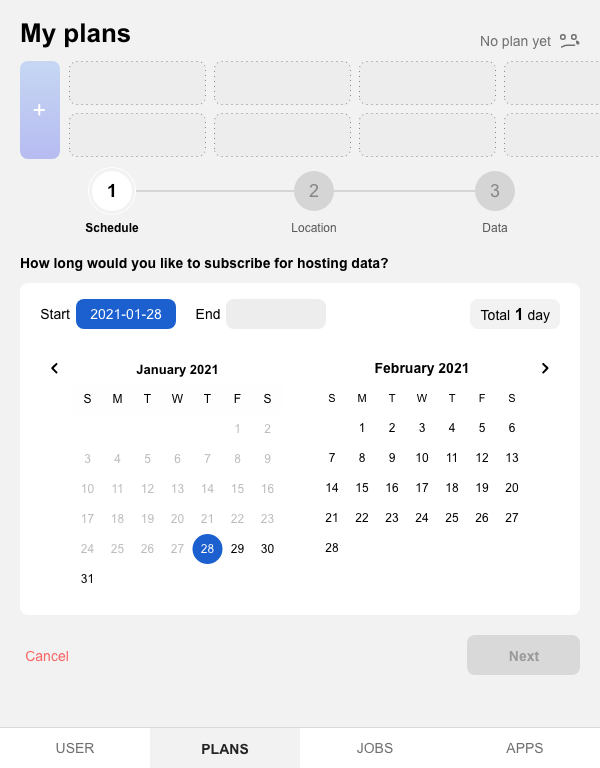 My plans
No plan yet
+
1
2
3
Schedule
Location
Data
How long would you like to subscribe for hosting data?
Start 2021-01-28 End Total 1 day
January 2021
S M T W T F S
1 2
3 4 5 6 7 8 9
10 11 12 13 14 15 16
17 18 19 20 21 22 23
24 25 26 27 28 29 30
31
February 2021
S M T W T F S
1 2 3 4 5 6
7 8 9 10 11 12 13
14 15 16 17 18 19 20
21 22 23 24 25 26 27
28
Cancel
Next
USER PLANS JOBS APPS